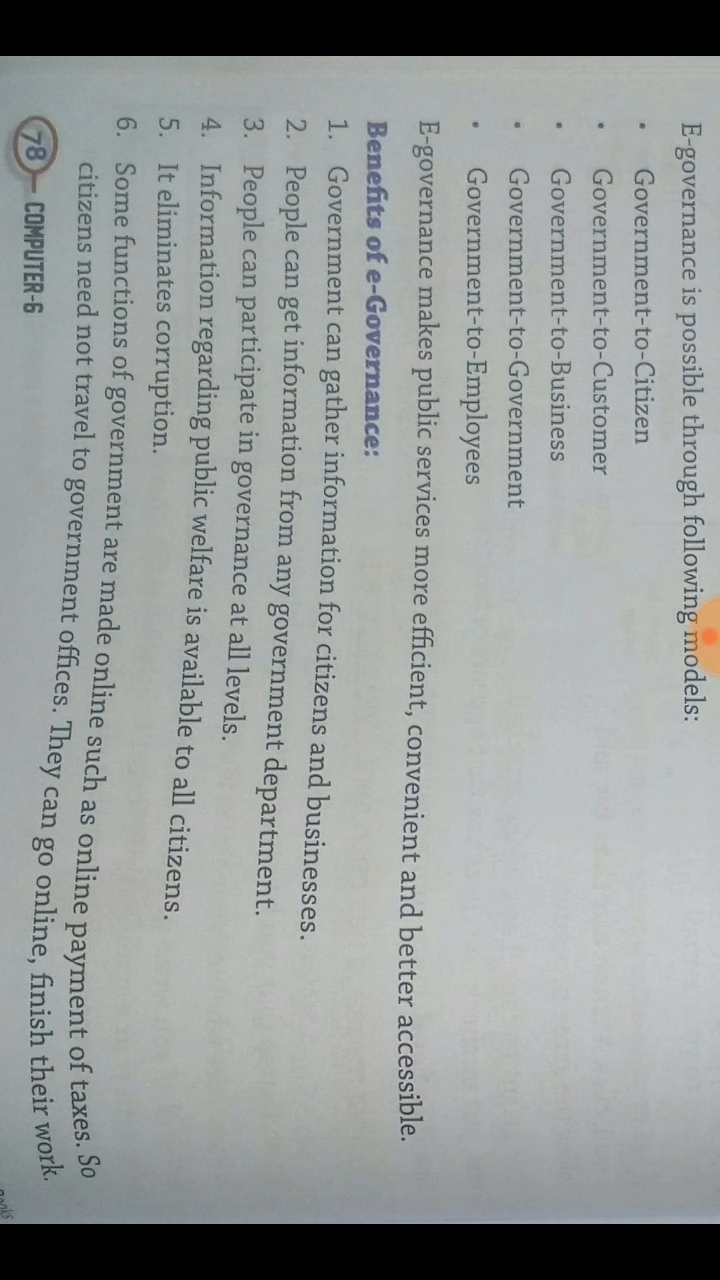 E-governance is possible through following models:
• Government-to-Citizen
• Government-to-Customer
• Government-to-Business
• Government-to-Government
• Government-to-Employees
E-governance makes public services more efficient, convenient and better accessible.
Benefits of e-Governance:
1. Government can gather information for citizens and businesses.
2. People can get information from any government department.
3. People can participate in governance at all levels.
4. Information regarding public welfare is available to all citizens.
5. It eliminates corruption.
6. Some functions of government are made online such as online payment of taxes. So
citizens need not travel to government offices. They can go online, finish their work.
78 COMPUTER-6